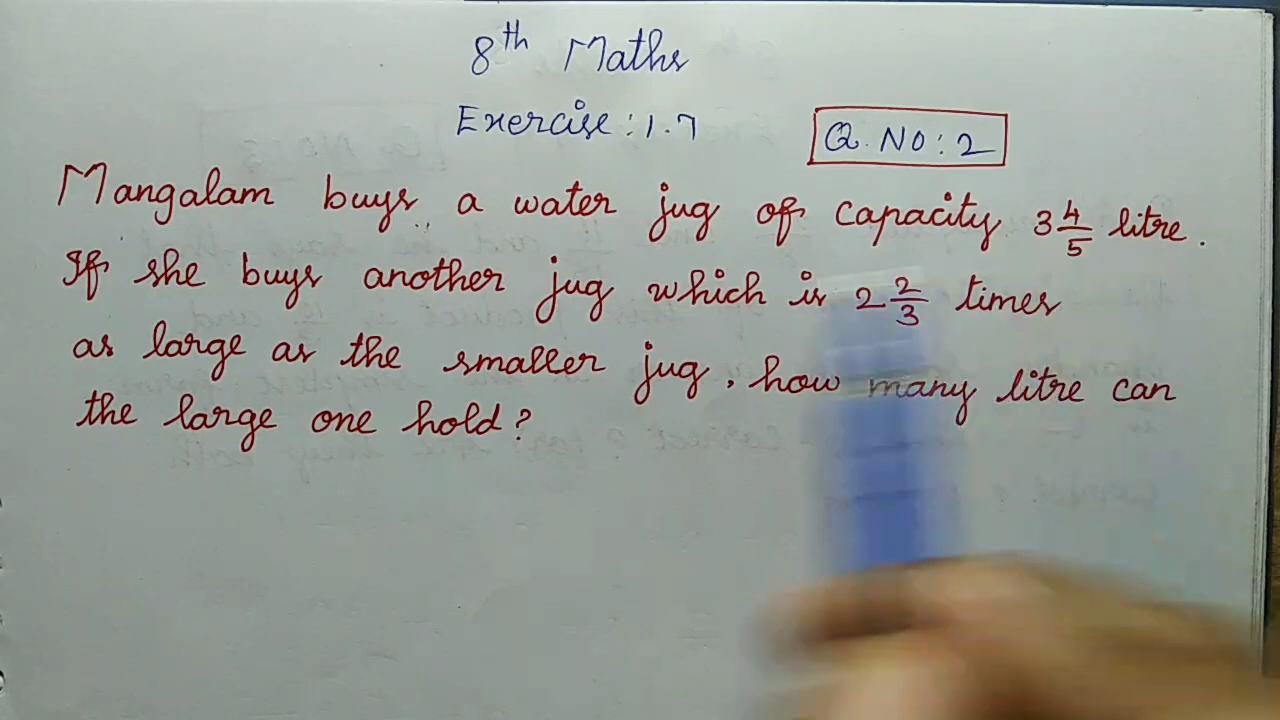 8th Maths
Exercise: 1.7
Q. NO: 2
Mangalam buys a water jug of capacity 3 4/5 litre.
If she buys another jug which is 2 2/3 times
as large as the smaller jug, how many litre can
the large one hold?